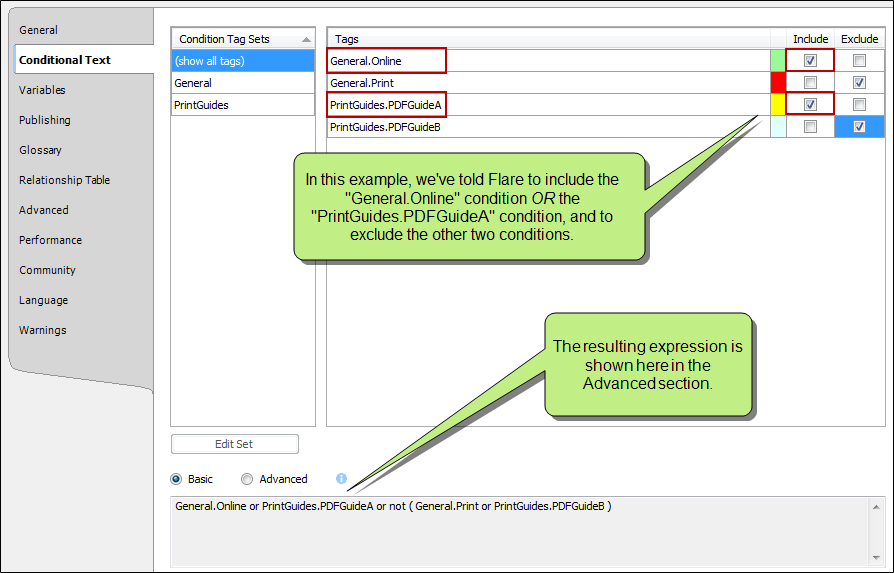 General
Conditional Text
Variables
Publishing
Glossary
Relationship Table
Advanced
Performance
Community
Language
Warnings
Condition Tag Sets
(show all tags)
General
PrintGuides
Tags Include Exclude
General.Online
General.Print
PrintGuides.PDFGuideA
PrintGuides.PDFGuideB
In this example, we've told Flare to include the
"General.Online" condition OR the
"PrintGuides.PDFGuideA" condition, and to
exclude the other two conditions.
The resulting expression is
shown here in the
Advanced section.
Edit Set
Basic Advanced
General.Online or PrintGuides.PDFGuideA or not ( General.Print or PrintGuides.PDFGuideB )